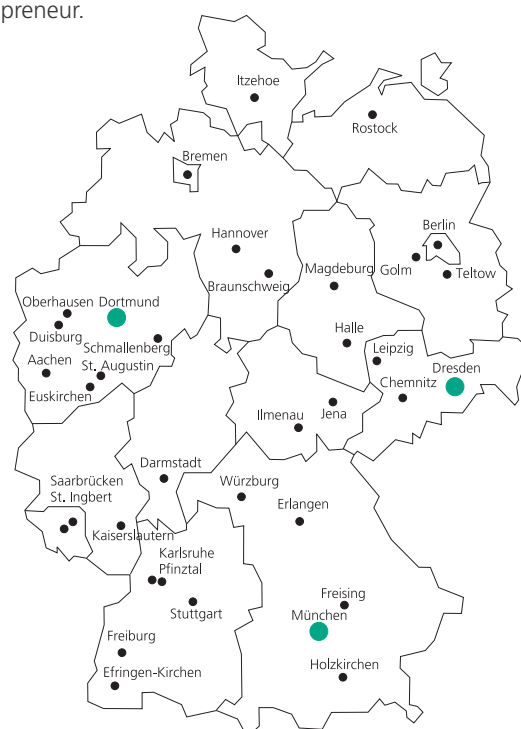 preneur.
Itzehoe
Rostock
Bremen
Berlin
Hannover
Golm
Magdeburg
Teltow
Braunschweig
Oberhausen
Dortmund
Duisburg
Halle
Schmallenberg
Leipzig
Aachen
St. Augustin
Dresden
Euskirchen
Chemnitz
Jena
Ilmenau
Darmstadt
Würzburg
Saarbrücken
St. Ingbert
Erlangen
Kaiserslautern
Karlsruhe
Pfinztal
Freising
Stuttgart
München
Freiburg
Holzkirchen
Efringen-Kirchen